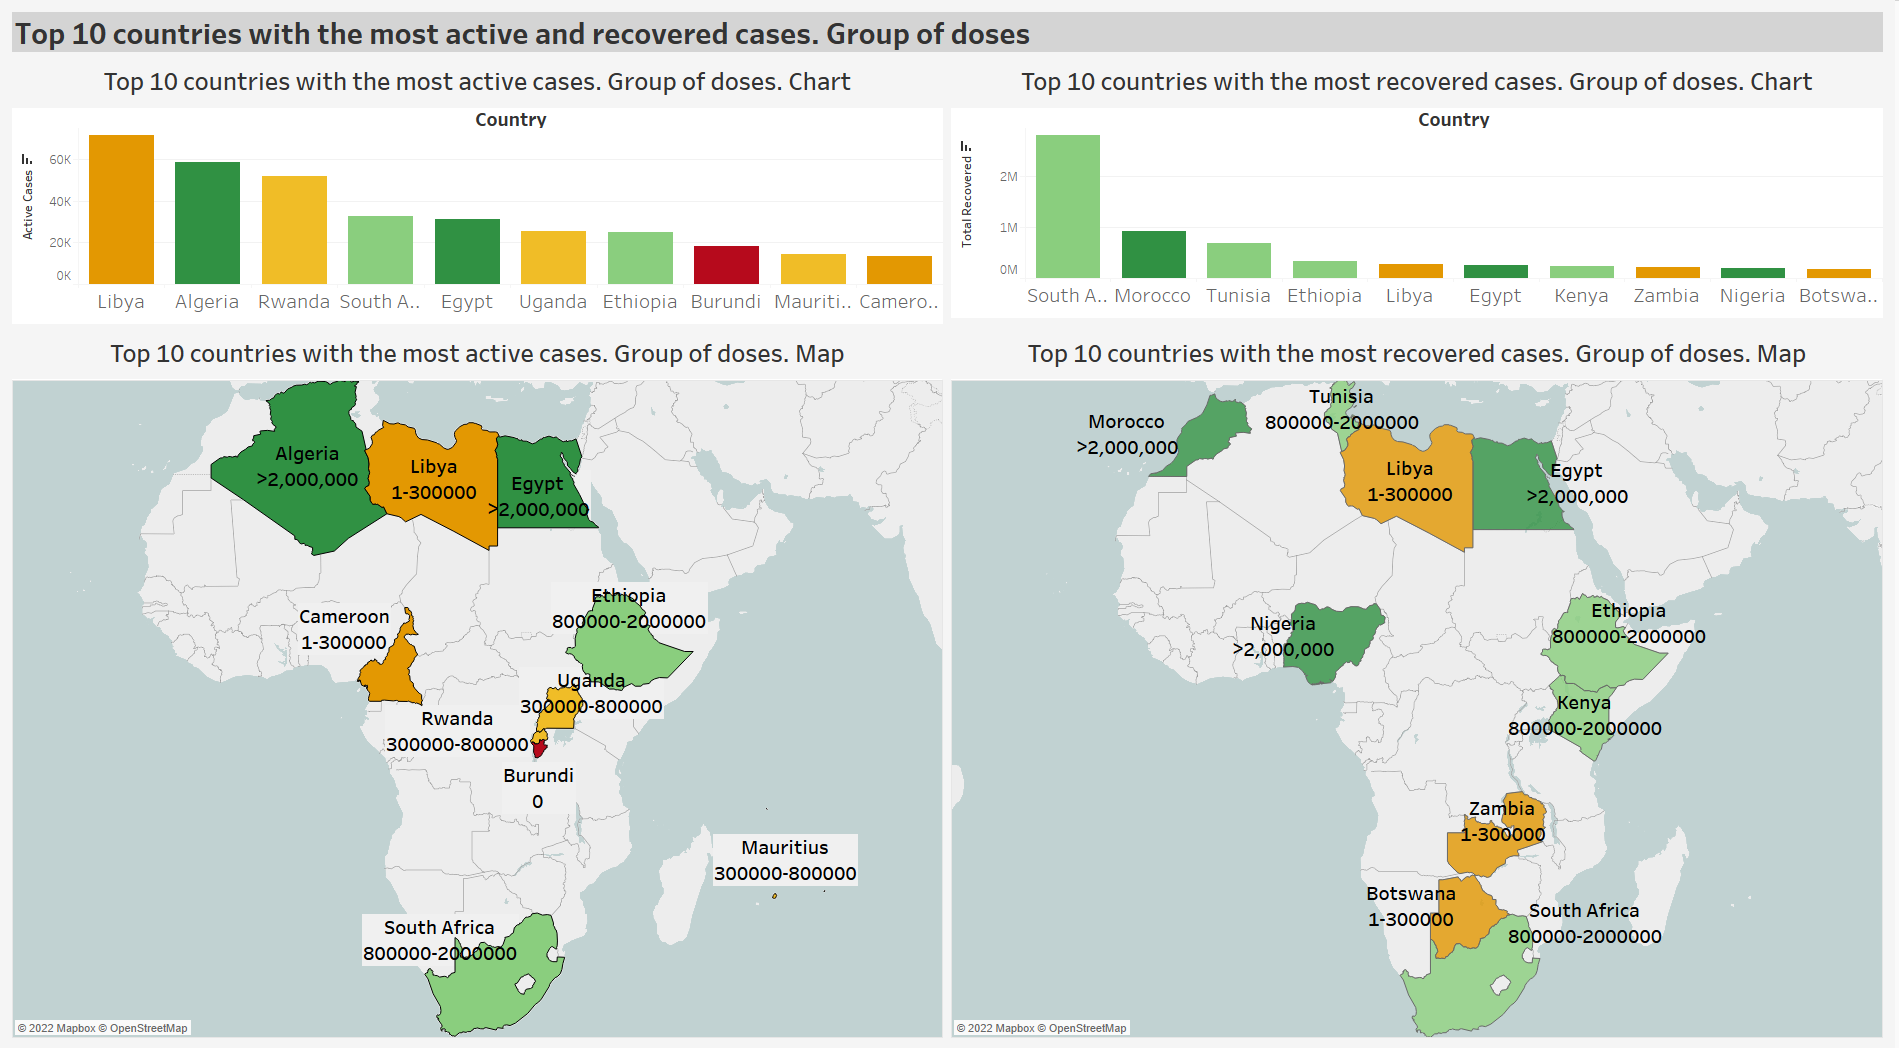 Top 10 countries with the most active and recovered cases. Group of doses
Top 10 countries with the most active cases. Group of doses. Chart
Country
Active Cases
60K
40K
20K
0K
Libya
Algeria
Rwanda
South A..
Egypt
Uganda
Ethiopia
Burundi
Mauriti..
Camero..
Top 10 countries with the most recovered cases. Group of doses. Chart
Country
Total Recovered
2M
1M
0M
South A..
Morocco
Tunisia
Ethiopia
Libya
Egypt
Kenya
Zambia
Nigeria
Botswa..
Top 10 countries with the most active cases. Group of doses. Map
Algeria
>2,000,000
Libya
1-300000
Egypt
>2,000,000
Ethiopia
800000-2000000
Cameroon
1-300000
Uganda
300000-800000
Rwanda
300000-800000
Burundi
0
Mauritius
300000-800000
South Africa
800000-2000000
© 2022 Mapbox © OpenStreetMap
Top 10 countries with the most recovered cases. Group of doses. Map
Tunisia
800000-2000000
Morocco
>2,000,000
Libya
1-300000
Egypt
>2,000,000
Ethiopia
800000-2000000
Nigeria
>2,000,000
Kenya
800000-2000000
Zambia
1-300000
Botswana
1-300000
South Africa
800000-2000000
© 2022 Mapbox © OpenStreetMap